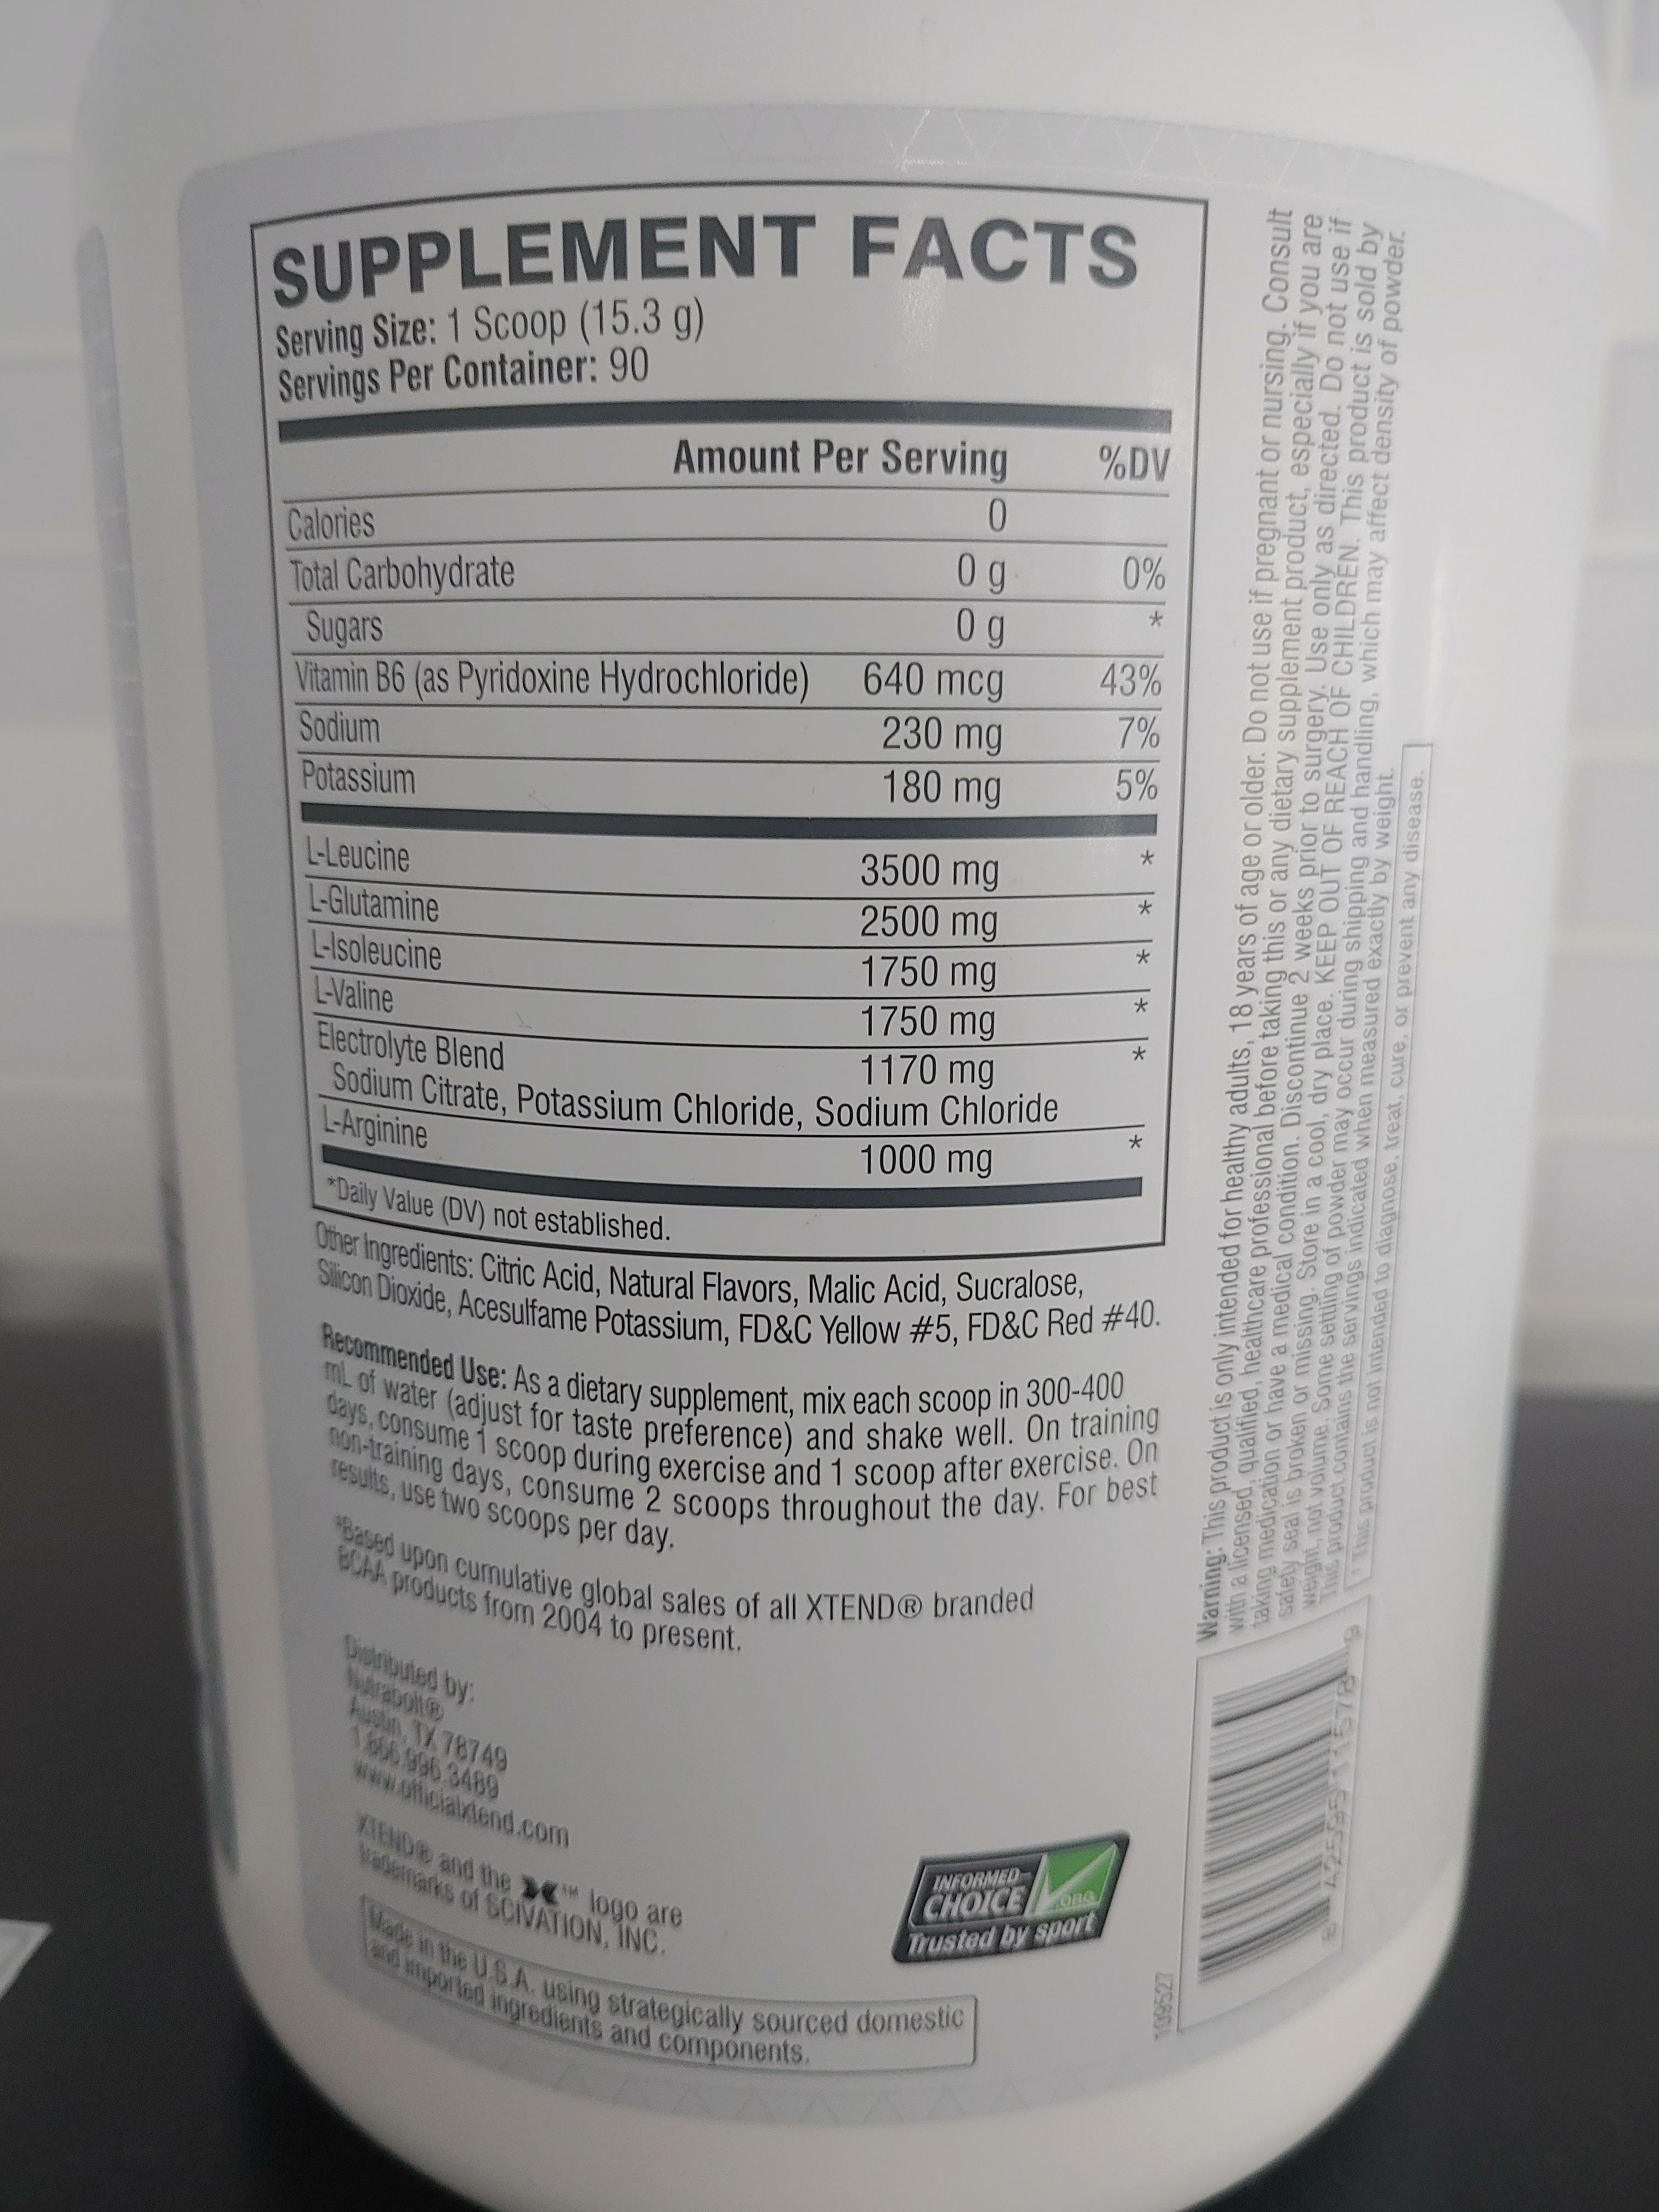 SUPPLEMENT FACTS
Serving Size: 1 Scoop (15.3 g)
Servings Per Container: 90
Amount Per Serving %DV
Calories 0
Total Carbohydrate 0 g 0%
Sugars 0 g *
Vitamin B6 (as Pyridoxine Hydrochloride) 640 mcg 43%
Sodium 230 mg 7%
Potassium 180 mg 5%
L-Leucine 3500 mg *
L-Glutamine 2500 mg *
L-Isoleucine 1750 mg *
L-Valine 1750 mg *
Electrolyte Blend 1170 mg *
Sodium Citrate, Potassium Chloride, Sodium Chloride
L-Arginine 1000 mg *
*Daily Value (DV) not established.
Other Ingredients: Citric Acid, Natural Flavors, Malic Acid, Sucralose,
Silicon Dioxide, Acesulfame Potassium, FD&C Yellow #5, FD&C Red #40.
Recommended Use: As a dietary supplement, mix each scoop in 300-400
mL of water (adjust for taste preference) and shake well. On training
days, consume 1 scoop during exercise and 1 scoop after exercise. On
non-training days, consume 2 scoops throughout the day. For best
results, use two scoops per day.
*Based upon cumulative global sales of all XTEND® branded
BCAA products from 2004 to present.
Distributed by:
Nutrabolt®
Austin, TX 78749
1.866.996.3489
www.officialxtend.com
XTEND® and the ™ logo are
trademarks of SCIVATION, INC.
Made in the U.S.A. using strategically sourced domestic
and imported ingredients and components.
INFORMED-
CHOICE
.ORG
Trusted by sport
Warning: This product is only intended for healthy adults, 18 years of age or older. Do not use if pregnant or nursing. Consult
with a licensed, qualified, healthcare professional before taking this or any dietary supplement product, especially if you are
taking medication or have a medical condition. Discontinue 2 weeks prior to surgery. Use only as directed. Do not use if
safety seal is broken or missing. Store in a cool, dry place. KEEP OUT OF REACH OF CHILDREN. This product is sold by
weight, not volume. Some settling of powder may occur during shipping and handling, which may affect density of powder.
This product contains the servings indicated when measured exactly by weight.
This product is not intended to diagnose, treat, cure, or prevent any disease.
109527